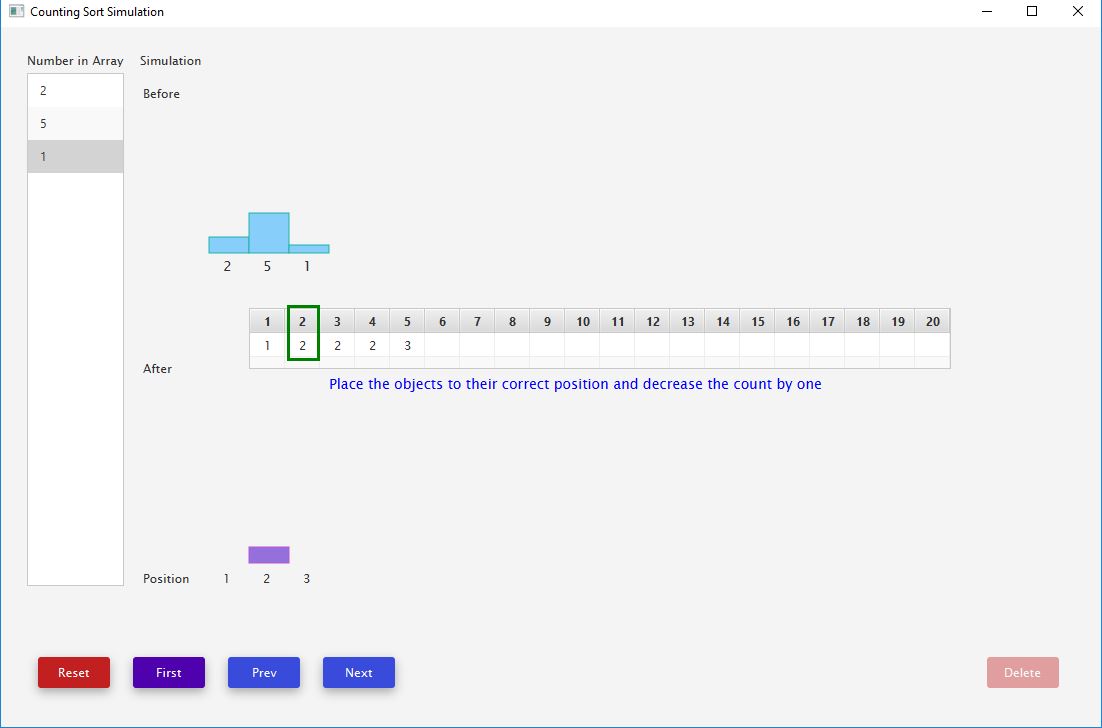 Counting Sort Simulation
Number in Array
Simulation
2
5
1
Before
2 5 1
1 2 3 4 5 6 7 8 9 10 11 12 13 14 15 16 17 18 19 20
1 2 2 2 3
After
Place the objects to their correct position and decrease the count by one
Position 1 2 3
Reset First Prev Next Delete